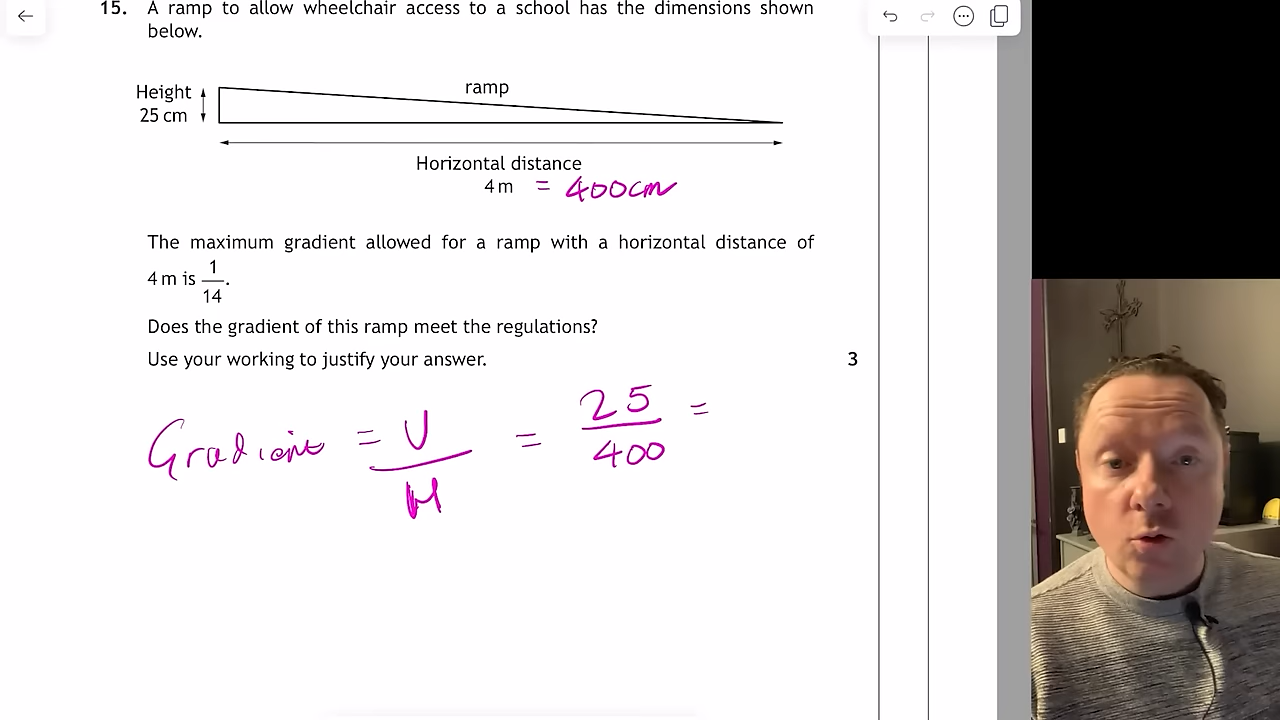 15. A ramp to allow wheelchair access to a school has the dimensions shown
below.
Height
25 cm
ramp
Horizontal distance
4 m = 400cm
The maximum gradient allowed for a ramp with a horizontal distance of
4 m is 1/14.
Does the gradient of this ramp meet the regulations?
Use your working to justify your answer.
3
Gradient = V/H = 25/400 =